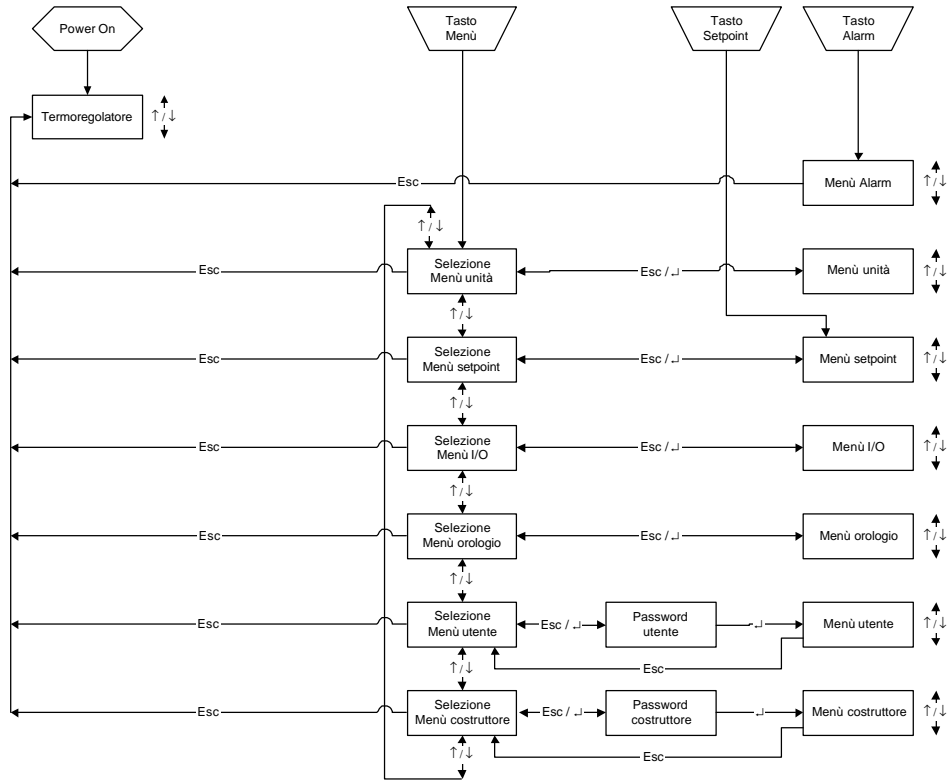 Power On
Tasto
Menù
Tasto
Setpoint
Tasto
Alarm
Termoregolatore
↑ / ↓
Esc
Menù Alarm
↑ / ↓
↑ / ↓
Esc
Selezione
Menù unità
Esc / ↵
Menù unità
↑ / ↓
↑ / ↓
Esc
Selezione
Menù setpoint
Esc / ↵
Menù setpoint
↑ / ↓
↑ / ↓
Esc
Selezione
Menù I/O
Esc / ↵
Menù I/O
↑ / ↓
↑ / ↓
Esc
Selezione
Menù orologio
Esc / ↵
Menù orologio
↑ / ↓
↑ / ↓
Esc
Selezione
Menù utente
Esc / ↵
Password
utente
↵
Menù utente
↑ / ↓
Esc
↑ / ↓
Esc
Selezione
Menù costruttore
Esc / ↵
Password
costruttore
↵
Menù costruttore
↑ / ↓
Esc
↑ / ↓